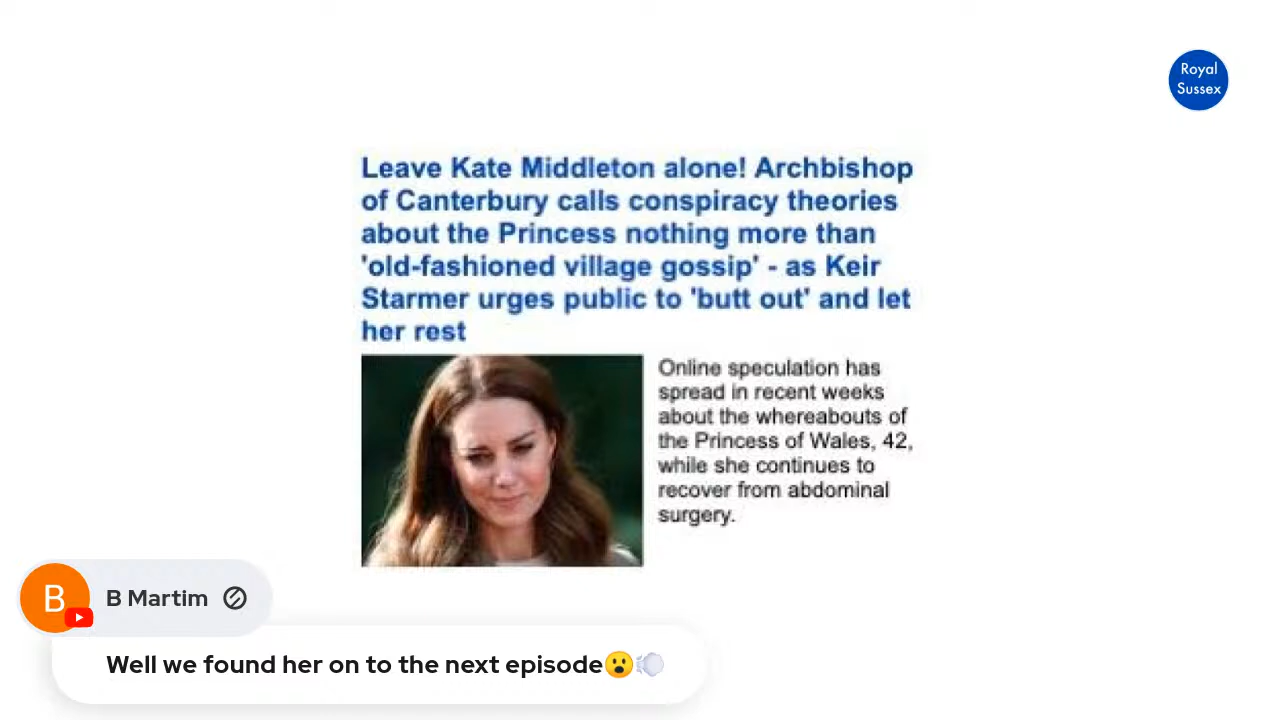 Royal
Sussex
Leave Kate Middleton alone! Archbishop
of Canterbury calls conspiracy theories
about the Princess nothing more than
'old-fashioned village gossip' - as Keir
Starmer urges public to 'butt out' and let
her rest
Online speculation has
spread in recent weeks
about the whereabouts of
the Princess of Wales, 42,
while she continues to
recover from abdominal
surgery.
B
B Martim
Well we found her on to the next episode😮💨